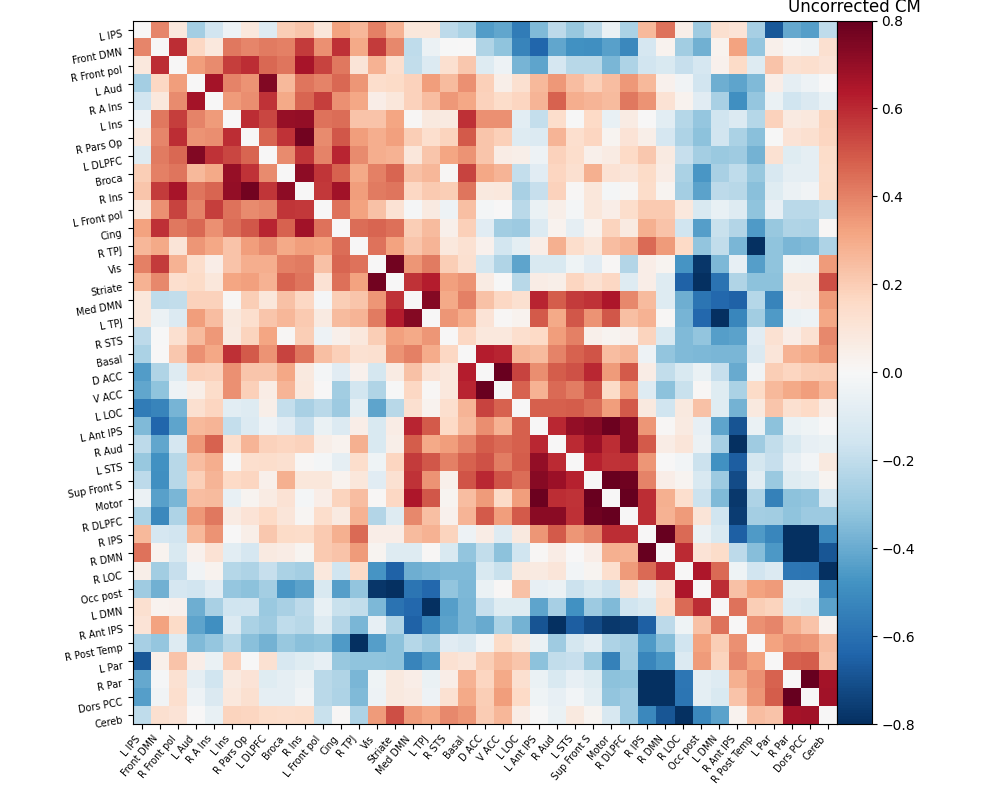 Uncorrected CM
L IPS
Front DMN
R Front pol
L Aud
R A Ins
L Ins
R Pars Op
L DLPFC
Broca
R Ins
L Front pol
Cing
R TPJ
Vis
Striate
Med DMN
L TPJ
R STS
Basal
D ACC
V ACC
L LOC
L Ant IPS
R Aud
L STS
Sup Front S
Motor
R DLPFC
R IPS
R DMN
R LOC
Occ post
L DMN
R Ant IPS
R Post Temp
L Par
R Par
Dors PCC
Cereb
0.8
0.6
0.4
0.2
0.0
−0.2
−0.4
−0.6
−0.8
L IPS
Front DMN
R Front pol
L Aud
R A Ins
L Ins
R Pars Op
L DLPFC
Broca
R Ins
L Front pol
Cing
R TPJ
Vis
Striate
Med DMN
L TPJ
R STS
Basal
D ACC
V ACC
L LOC
L Ant IPS
R Aud
L STS
Sup Front S
Motor
R DLPFC
R IPS
R DMN
R LOC
Occ post
L DMN
R Ant IPS
R Post Temp
L Par
R Par
Dors PCC
Cereb